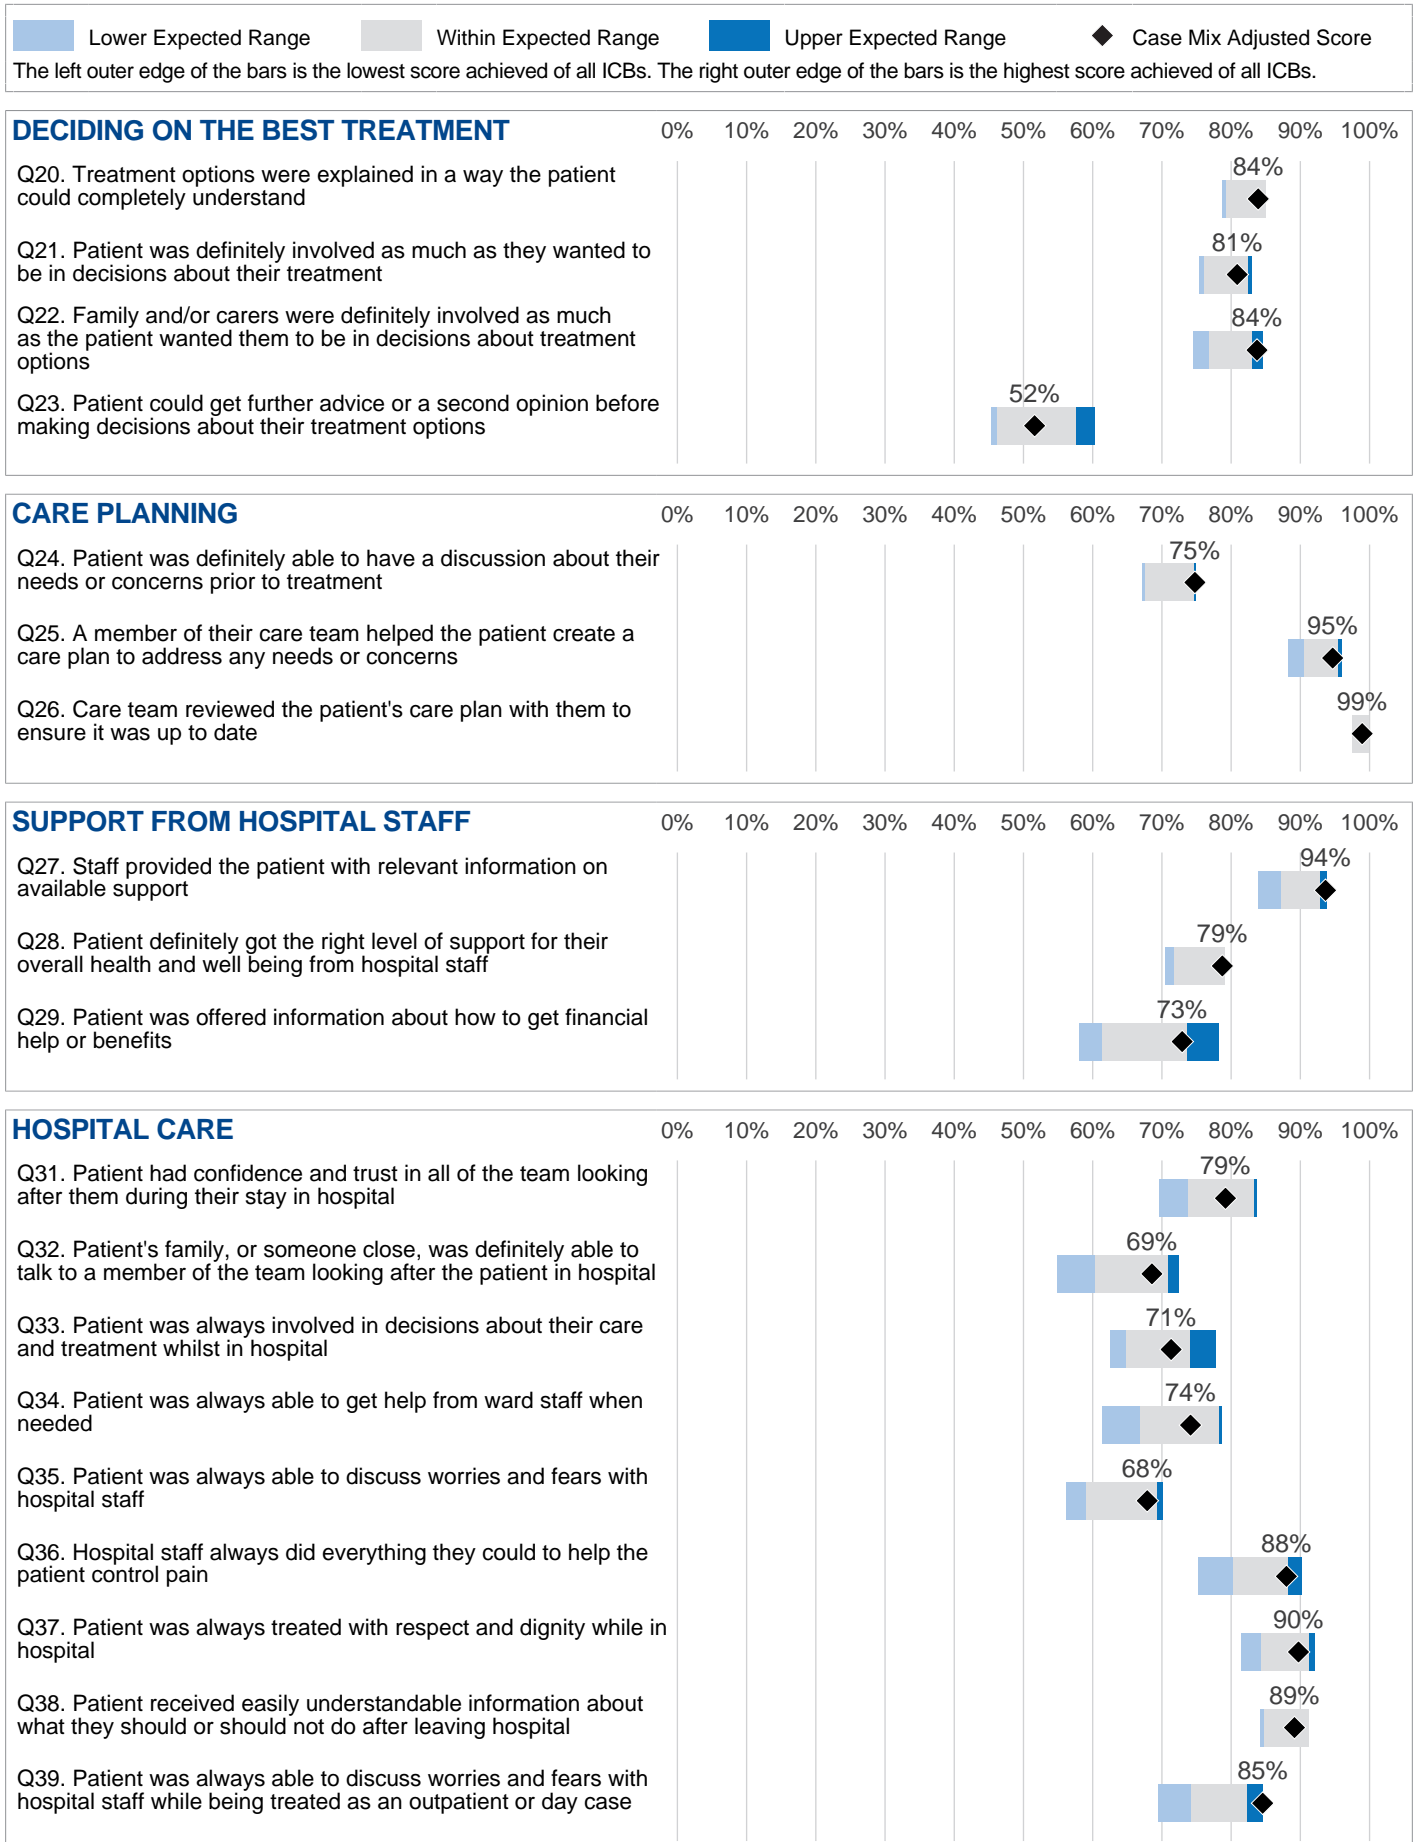 Lower Expected Range Within Expected Range Upper Expected Range Case Mix Adjusted Score
The left outer edge of the bars is the lowest score achieved of all ICBs. The right outer edge of the bars is the highest score achieved of all ICBs.
DECIDING ON THE BEST TREATMENT 0% 10% 20% 30% 40% 50% 60% 70% 80% 90% 100%
Q20. Treatment options were explained in a way the patient
could completely understand
84%
Q21. Patient was definitely involved as much as they wanted to
be in decisions about their treatment
81%
Q22. Family and/or carers were definitely involved as much
as the patient wanted them to be in decisions about treatment
options
84%
Q23. Patient could get further advice or a second opinion before
making decisions about their treatment options
52%
CARE PLANNING 0% 10% 20% 30% 40% 50% 60% 70% 80% 90% 100%
Q24. Patient was definitely able to have a discussion about their
needs or concerns prior to treatment
75%
Q25. A member of their care team helped the patient create a
care plan to address any needs or concerns
95%
Q26. Care team reviewed the patient's care plan with them to
ensure it was up to date
99%
SUPPORT FROM HOSPITAL STAFF 0% 10% 20% 30% 40% 50% 60% 70% 80% 90% 100%
Q27. Staff provided the patient with relevant information on
available support
94%
Q28. Patient definitely got the right level of support for their
overall health and well being from hospital staff
79%
Q29. Patient was offered information about how to get financial
help or benefits
73%
HOSPITAL CARE 0% 10% 20% 30% 40% 50% 60% 70% 80% 90% 100%
Q31. Patient had confidence and trust in all of the team looking
after them during their stay in hospital
79%
Q32. Patient's family, or someone close, was definitely able to
talk to a member of the team looking after the patient in hospital
69%
Q33. Patient was always involved in decisions about their care
and treatment whilst in hospital
71%
Q34. Patient was always able to get help from ward staff when
needed
74%
Q35. Patient was always able to discuss worries and fears with
hospital staff
68%
Q36. Hospital staff always did everything they could to help the
patient control pain
88%
Q37. Patient was always treated with respect and dignity while in
hospital
90%
Q38. Patient received easily understandable information about
what they should or should not do after leaving hospital
89%
Q39. Patient was always able to discuss worries and fears with
hospital staff while being treated as an outpatient or day case
85%